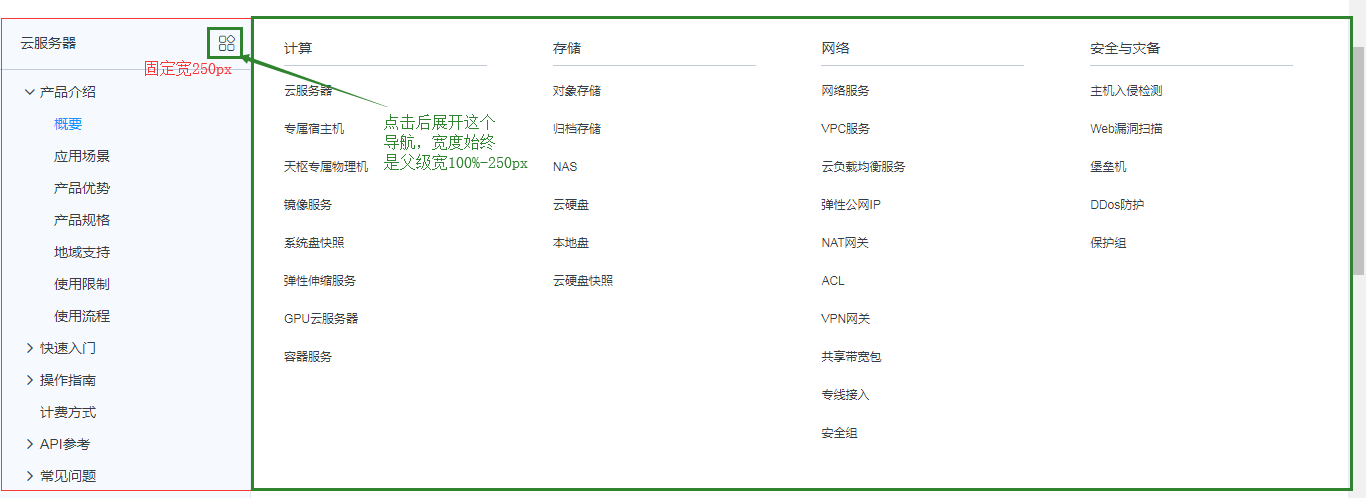 云服务器
固定宽250px
产品介绍
概要
应用场景
产品优势
产品规格
地域支持
使用限制
使用流程
快速入门
操作指南
计费方式
API参考
常见问题
点击后展开这个
导航，宽度始终
是父级宽100%-250px
计算
云服务器
专属宿主机
天枢专属物理机
镜像服务
系统盘快照
弹性伸缩服务
GPU云服务器
容器服务
存储
对象存储
归档存储
NAS
云硬盘
本地盘
云硬盘快照
网络
网络服务
VPC服务
云负载均衡服务
弹性公网IP
NAT网关
ACL
VPN网关
共享带宽包
专线接入
安全组
安全与灾备
主机入侵检测
Web漏洞扫描
堡垒机
DDos防护
保护组